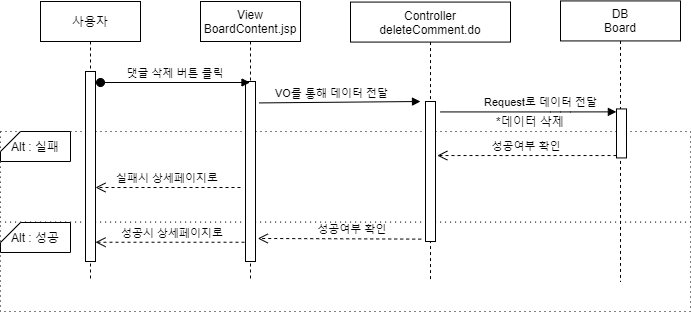 사용자
View
BoardContent.jsp
Controller
deleteComment.do
DB
Board
댓글 삭제 버튼 클릭
VO를 통해 데이터 전달
Request로 데이터 전달
*데이터 삭제
Alt : 실패
성공여부 확인
실패시 상세페이지로
Alt : 성공
성공시 상세페이지로
성공여부 확인